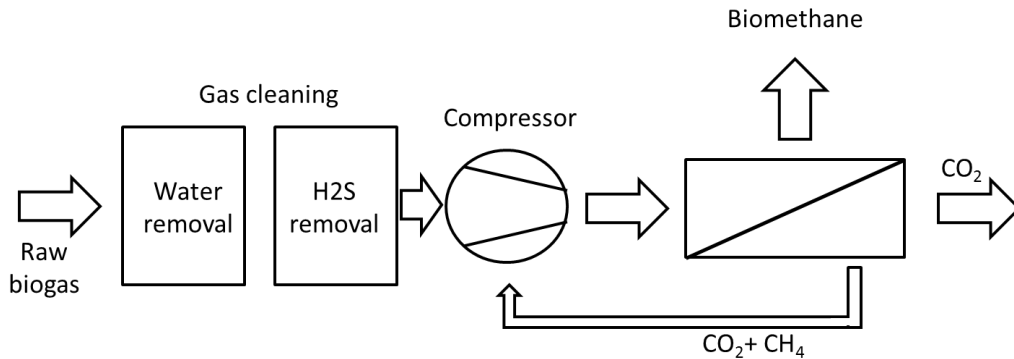 Biomethane
Gas cleaning
Compressor
Water
removal
H2S
removal
CO₂
Raw
biogas
CO₂+ CH₄